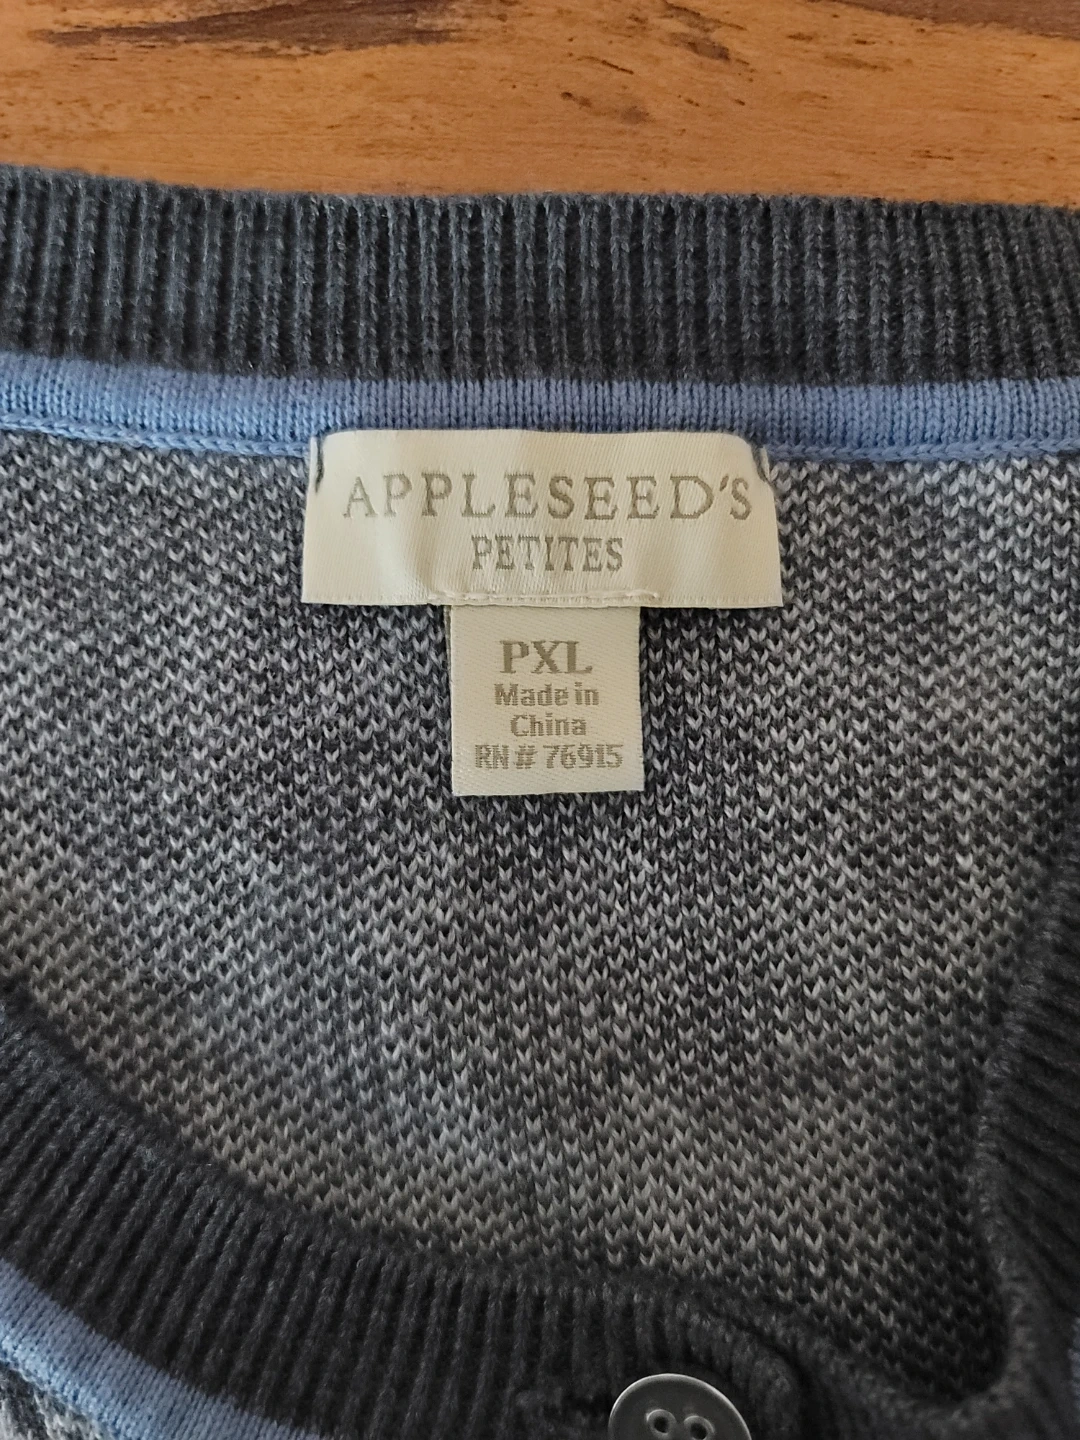 APPLESEED'S
PETITES
PXL
Made in
China
RN# 76915